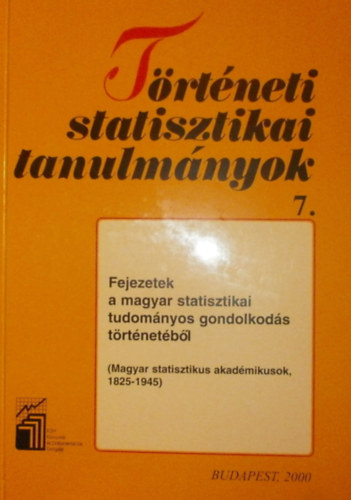 Történeti
statisztikai
tanulmányok
7.
Fejezetek
a magyar statisztikai
tudományos gondolkodás
történetéből
(Magyar statisztikus akadémikusok,
1825-1945)
BUDAPEST, 2000